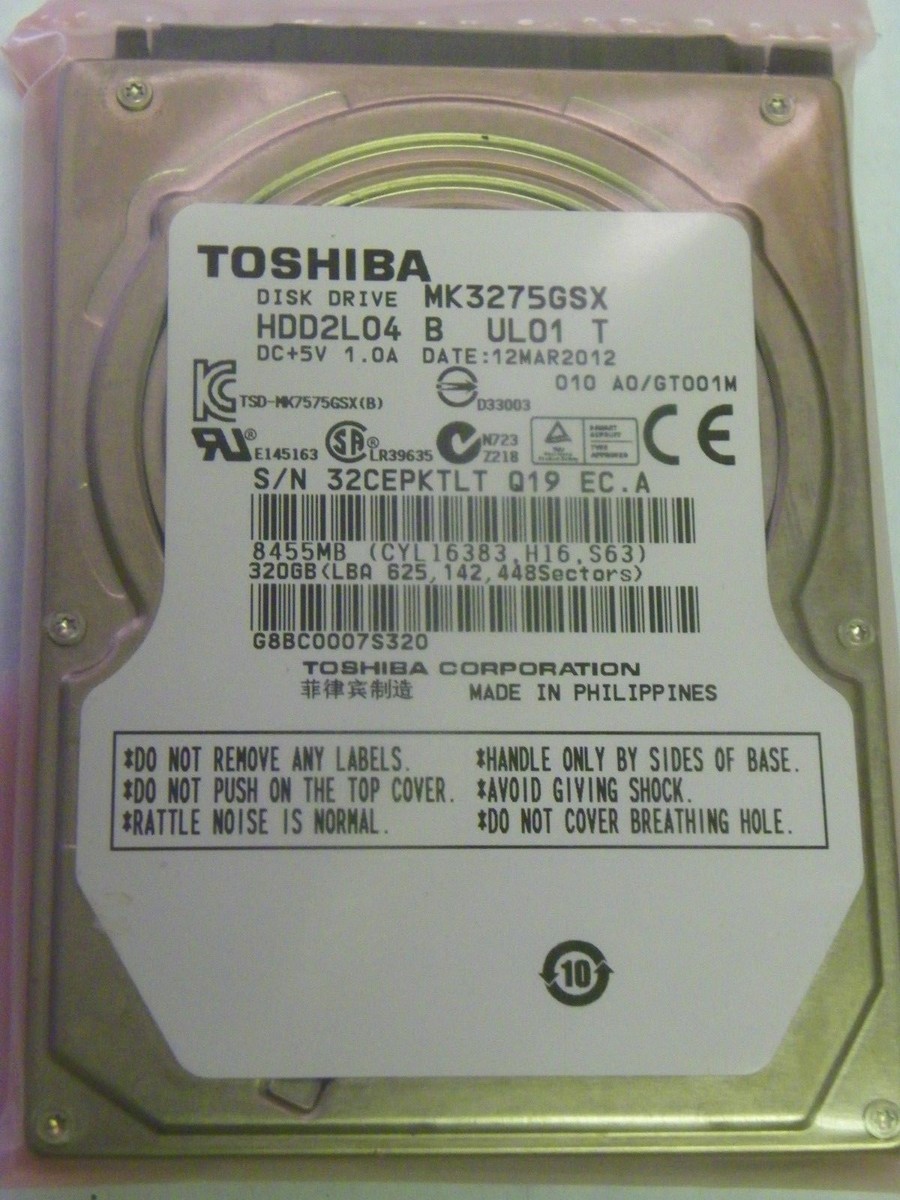 TOSHIBA
DISK DRIVE MK3275GSX
HDD2L04 B UL01 T
DC+5V 1.0A DATE:12MAR2012
010 A0/GT001M
TSD-MK7575GSX(B)
D33003
E145163 LR39635 N723
Z218
S/N 32CEPKTLT Q19 EC.A
8455MB (CYL16383,H16,S63)
320GB(LBA 625,142,448Sectors)
G8BC0007S320
TOSHIBA CORPORATION
菲律宾制造 MADE IN PHILIPPINES
*DO NOT REMOVE ANY LABELS. *HANDLE ONLY BY SIDES OF BASE.
*DO NOT PUSH ON THE TOP COVER. *AVOID GIVING SHOCK.
*RATTLE NOISE IS NORMAL. *DO NOT COVER BREATHING HOLE.
10